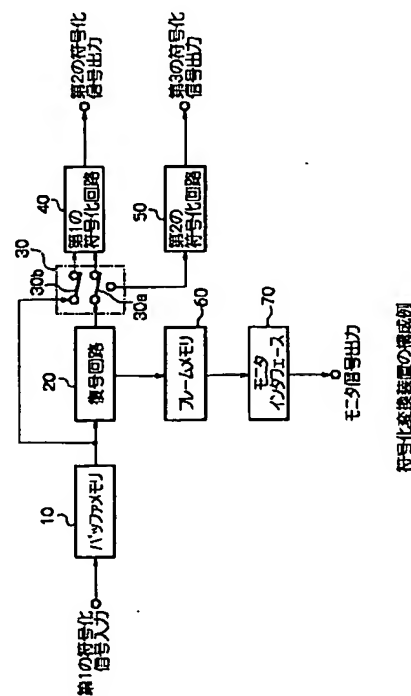 第1の符号化
信号入力
10
バッファメモリ
20
復号回路
30
30b
30a
40
第1の
符号化回路
第2の符号化
信号出力
50
第2の
符号化回路
第3の符号化
信号出力
60
フレームメモリ
70
モニタ
インタフェース
モニタ信号出力
符号化変換装置の構成例